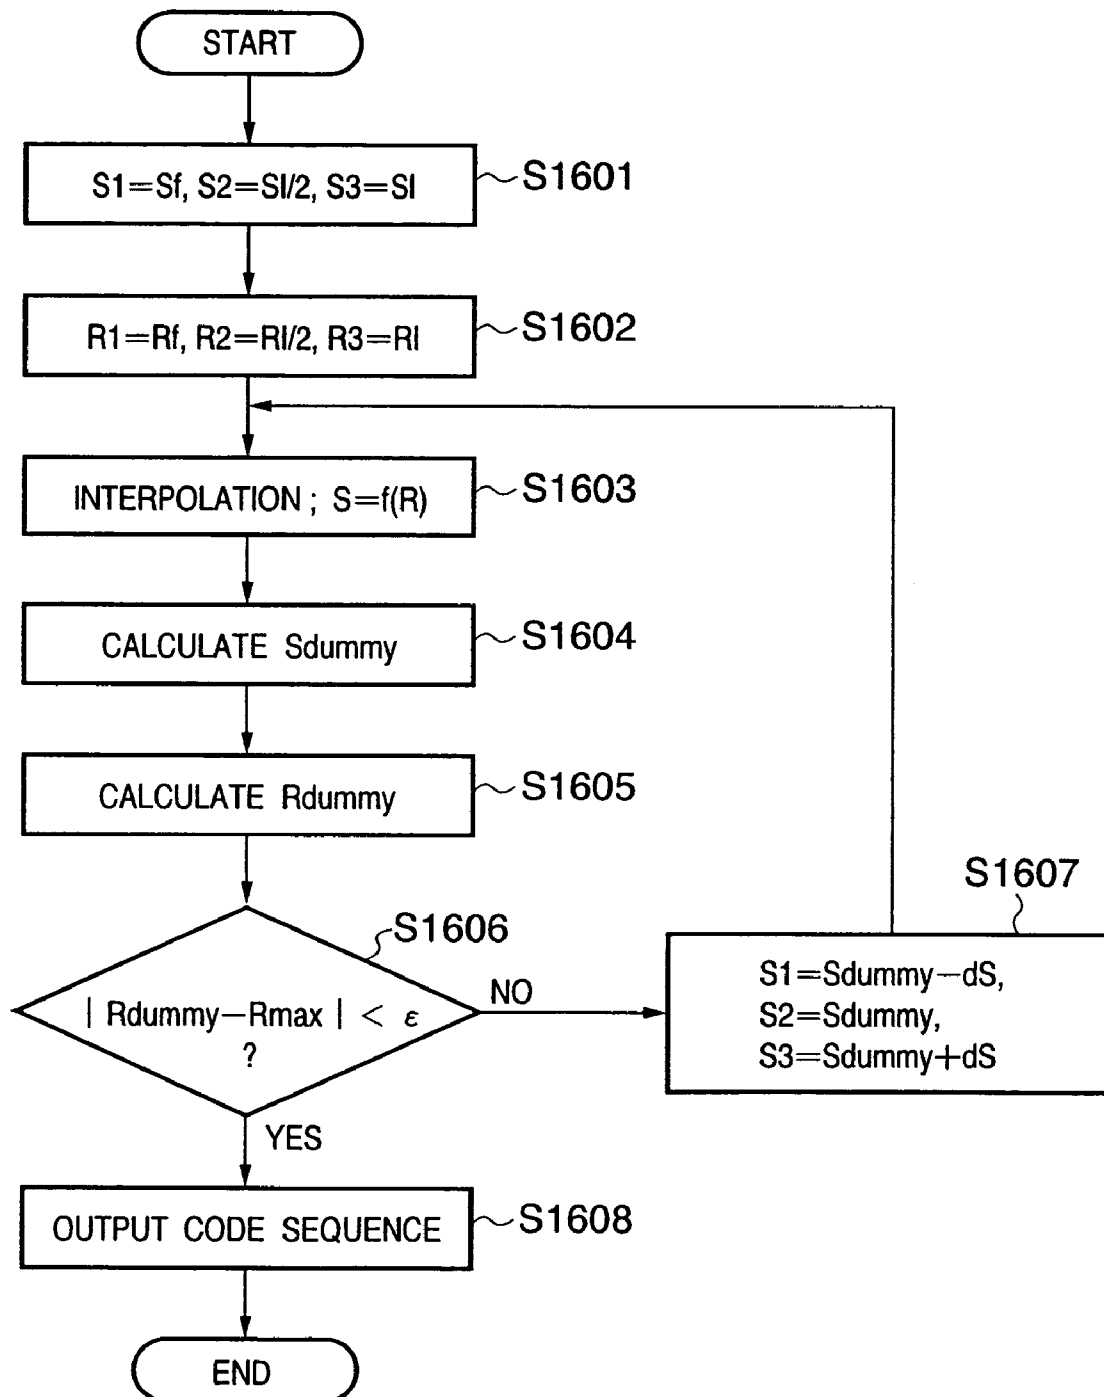 START
S1=Sf, S2=Sl/2, S3=Sl
S1601
R1=Rf, R2=Rl/2, R3=Rl
S1602
INTERPOLATION ; S=f(R)
S1603
CALCULATE Sdummy
S1604
CALCULATE Rdummy
S1605
S1606
| Rdummy−Rmax | < ε
?
NO
S1607
S1=Sdummy−dS,
S2=Sdummy,
S3=Sdummy+dS
YES
OUTPUT CODE SEQUENCE
S1608
END